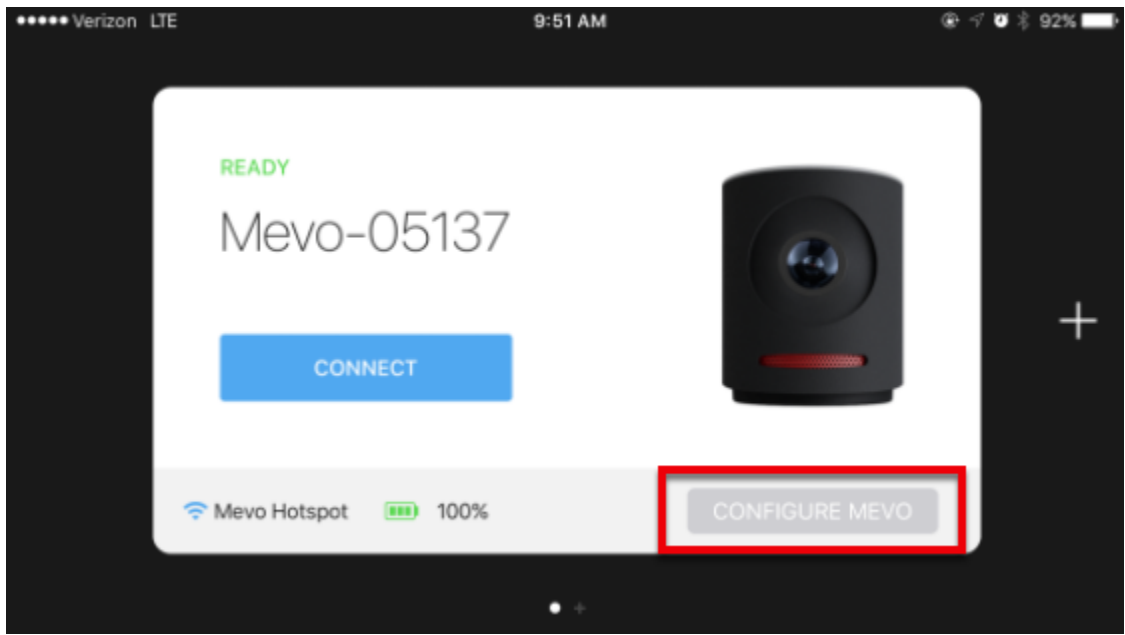 Verizon LTE 9:51 AM 92%
READY
Mevo-05137
CONNECT
Mevo Hotspot 100% CONFIGURE MEVO